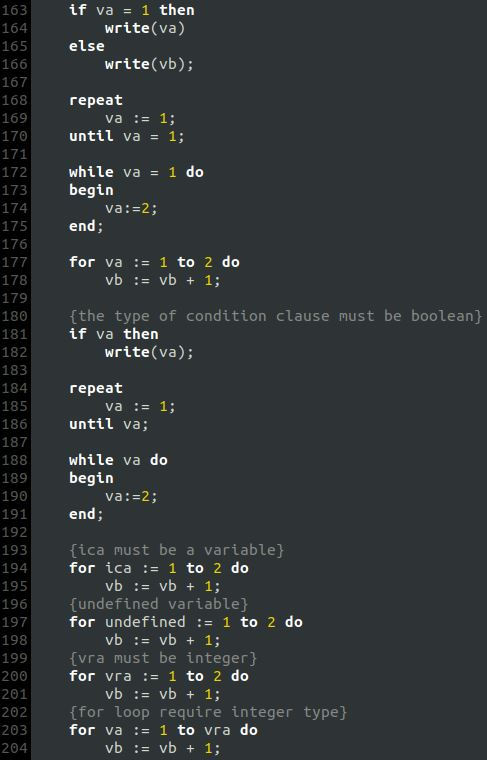 163 if va = 1 then
164 write(va)
165 else
166 write(vb);
167
168 repeat
169 va := 1;
170 until va = 1;
171
172 while va = 1 do
173 begin
174 va:=2;
175 end;
176
177 for va := 1 to 2 do
178 vb := vb + 1;
179
180 {the type of condition clause must be boolean}
181 if va then
182 write(va);
183
184 repeat
185 va := 1;
186 until va;
187
188 while va do
189 begin
190 va:=2;
191 end;
192
193 {ica must be a variable}
194 for ica := 1 to 2 do
195 vb := vb + 1;
196 {undefined variable}
197 for undefined := 1 to 2 do
198 vb := vb + 1;
199 {vra must be integer}
200 for vra := 1 to 2 do
201 vb := vb + 1;
202 {for loop require integer type}
203 for va := 1 to vra do
204 vb := vb + 1;